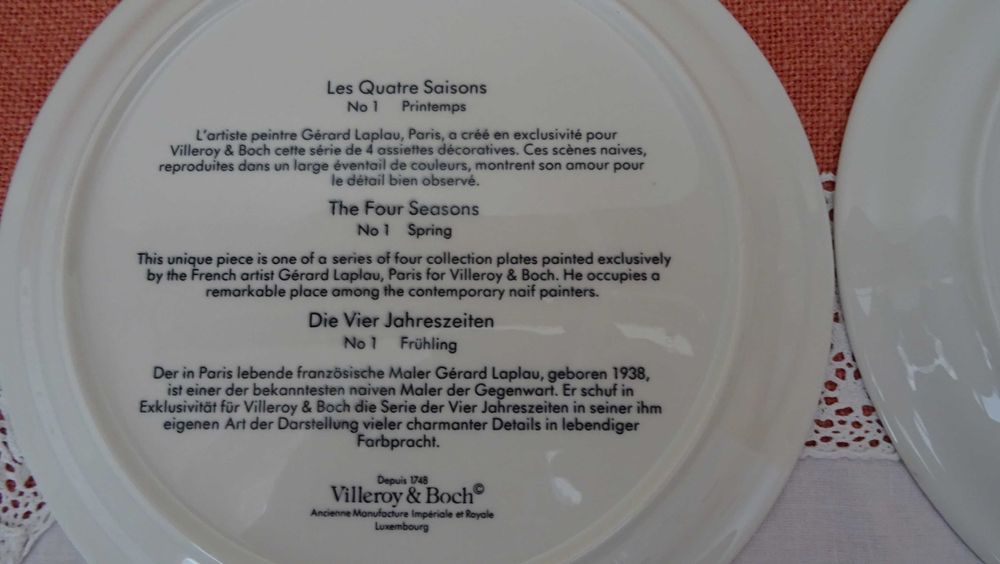 Les Quatre Saisons
No 1 Printemps
L'artiste peintre Gérard Laplau, Paris, a créé en exclusivité pour
Villeroy & Boch cette série de 4 assiettes décoratives. Ces scènes naives,
reproduites dans un large éventail de couleurs, montrent son amour pour
le détail bien observé.
The Four Seasons
No 1 Spring
This unique piece is one of a series of four collection plates painted exclusively
by the French artist Gérard Laplau, Paris for Villeroy & Boch. He occupies a
remarkable place among the contemporary naif painters.
Die Vier Jahreszeiten
No 1 Frühling
Der in Paris lebende französische Maler Gérard Laplau, geboren 1938,
ist einer der bekanntesten naiven Maler der Gegenwart. Er schuf in
Exklusivität für Villeroy & Boch die Serie der Vier Jahreszeiten in seiner ihm
eigenen Art der Darstellung vieler charmanter Details in lebendiger
Farbpracht.
Depuis 1748
Villeroy & Boch©
Ancienne Manufacture Impériale et Royale
Luxembourg